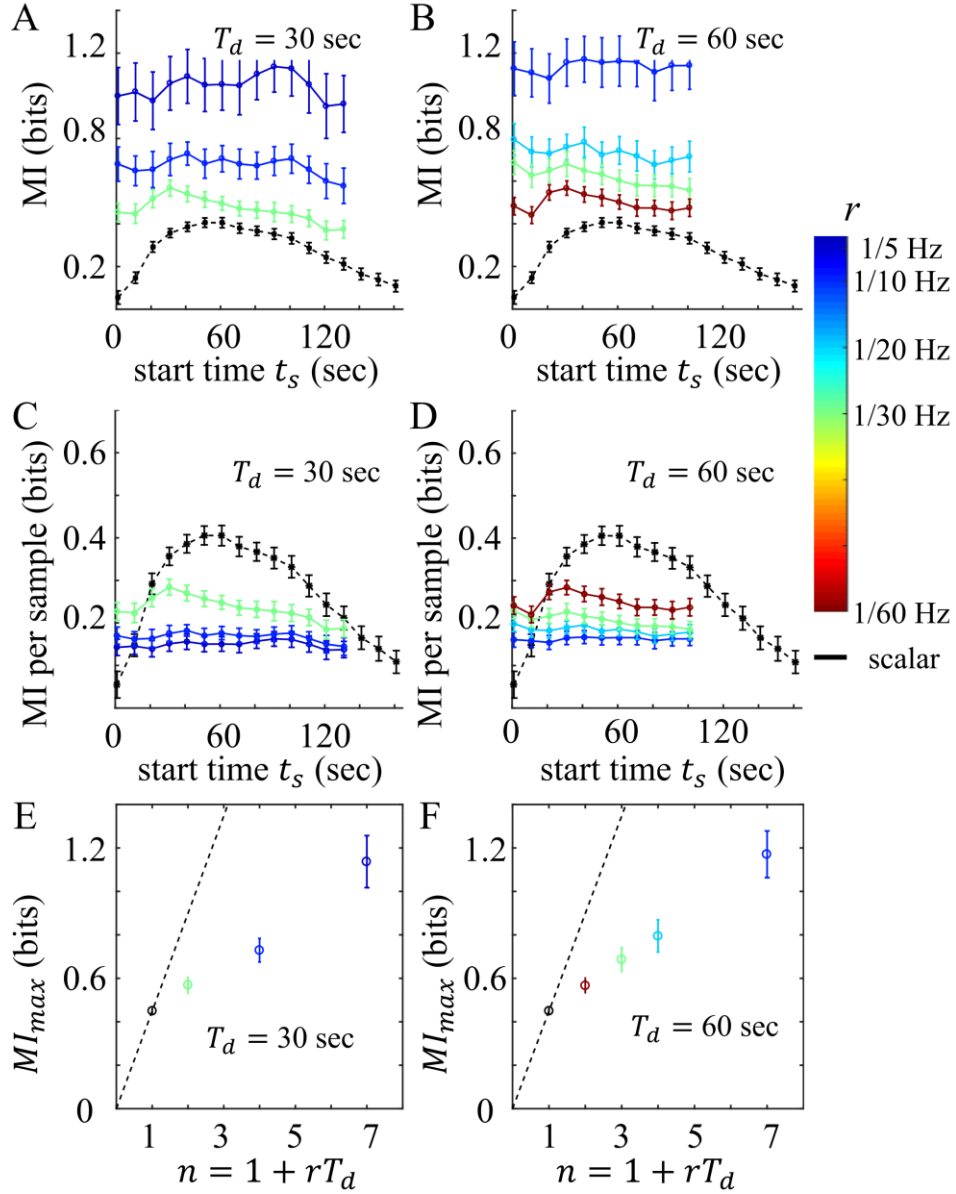 A
T_d = 30 sec
MI (bits)
1.2
0.8
0.2
0
60
120
start time t_s (sec)
B
T_d = 60 sec
MI (bits)
1.2
0.8
0.2
0
60
120
start time t_s (sec)
r
1/5 Hz
1/10 Hz
1/20 Hz
1/30 Hz
1/60 Hz
scalar
C
T_d = 30 sec
MI per sample (bits)
0.6
0.4
0.2
0
60
120
start time t_s (sec)
D
T_d = 60 sec
MI per sample (bits)
0.6
0.4
0.2
0
60
120
start time t_s (sec)
E
MI_max (bits)
1.2
0.6
0
T_d = 30 sec
1
3
5
7
n = 1 + rT_d
F
MI_max (bits)
1.2
0.6
0
T_d = 60 sec
1
3
5
7
n = 1 + rT_d